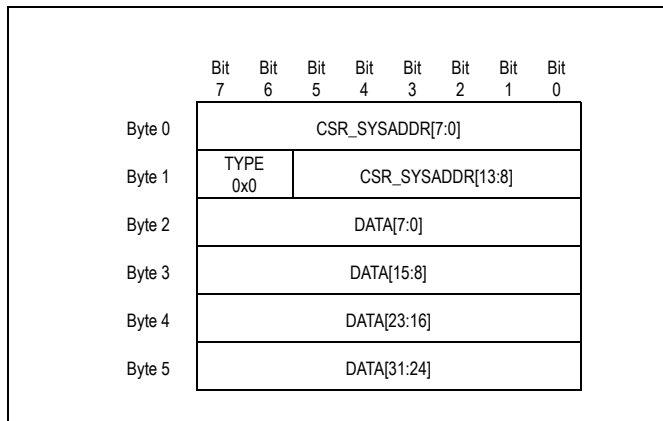 Bit Bit Bit Bit Bit Bit Bit Bit
7 6 5 4 3 2 1 0
Byte 0 CSR_SYSADDR[7:0]
Byte 1 TYPE 0x0 CSR_SYSADDR[13:8]
Byte 2 DATA[7:0]
Byte 3 DATA[15:8]
Byte 4 DATA[23:16]
Byte 5 DATA[31:24]